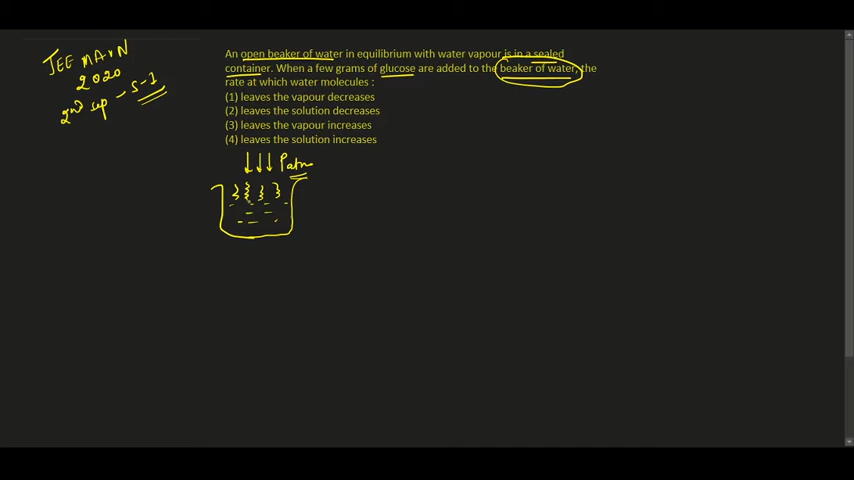 JEE MAIN
2020
2nd Sep - S-1
An open beaker of water in equilibrium with water vapour is in a sealed
container. When a few grams of glucose are added to the beaker of water, the
rate at which water molecules :
(1) leaves the vapour decreases
(2) leaves the solution decreases
(3) leaves the vapour increases
(4) leaves the solution increases
Patm